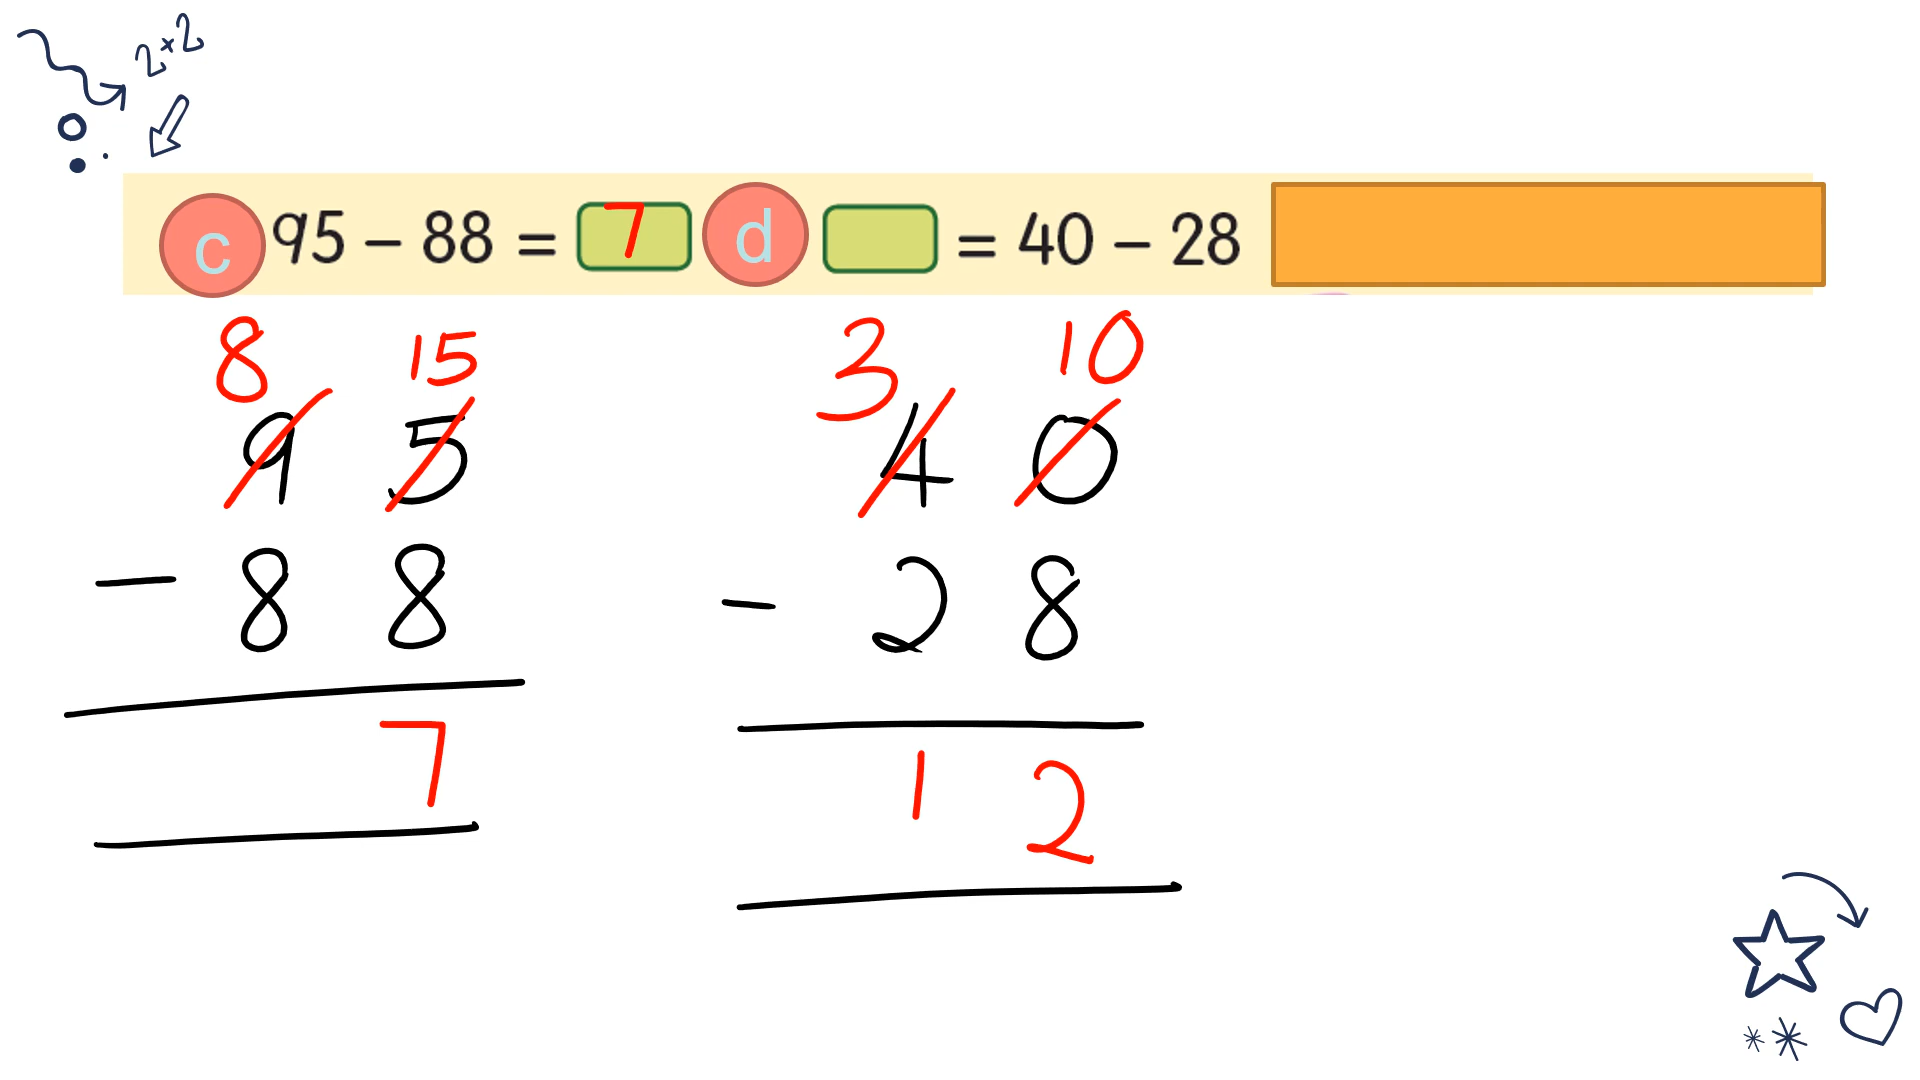 2×2
c 95 – 88 = 7 d = 40 – 28
8 15 3 10
9 5 4 0
– 8 8 – 2 8
7 1 2